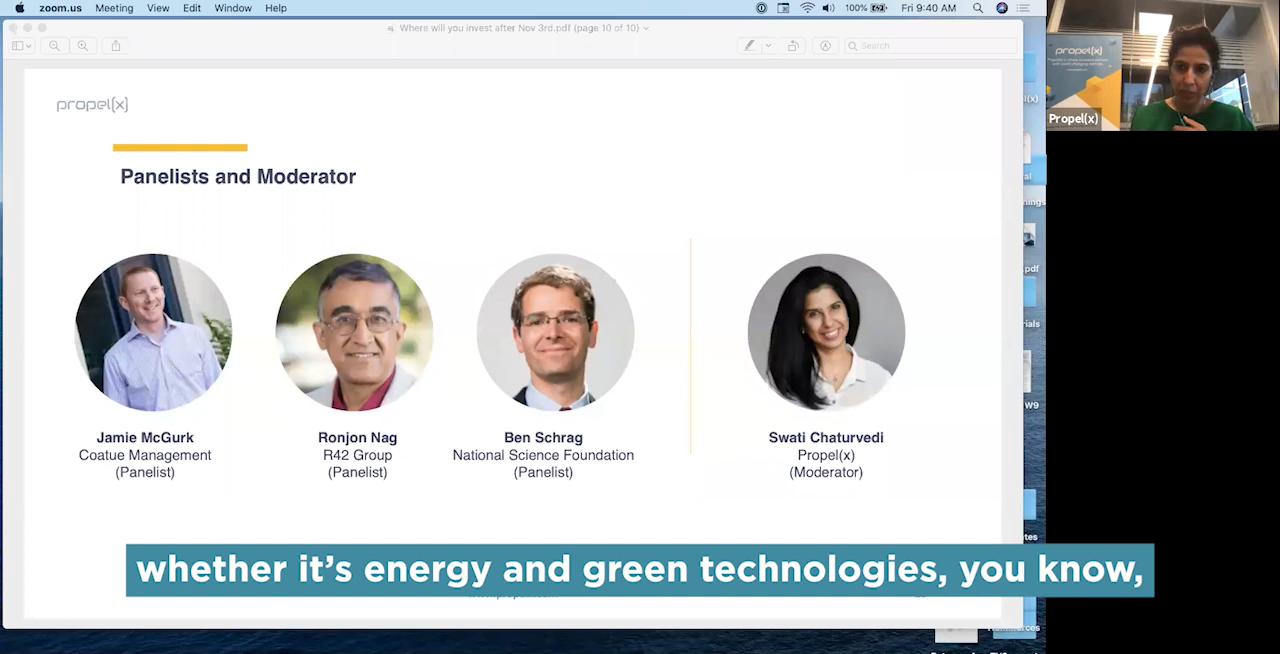 zoom.us Meeting View Edit Window Help 100% Fri 9:40 AM
Where will you invest after Nov 3rd.pdf (page 10 of 10)
Search
propel(x)
Panelists and Moderator
Jamie McGurk
Coatue Management
(Panelist)
Ronjon Nag
R42 Group
(Panelist)
Ben Schrag
National Science Foundation
(Panelist)
Swati Chaturvedi
Propel(x)
(Moderator)
whether it's energy and green technologies, you know,
propel(x)
Propel(x)
.pdf
W9